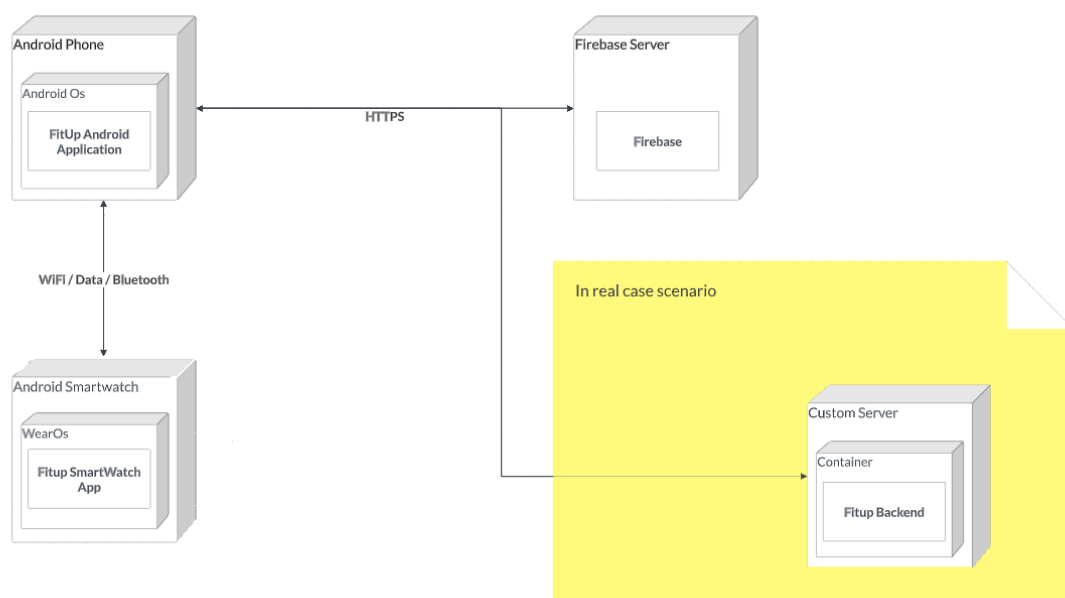 Android Phone
Android Os
FitUp Android
Application
HTTPS
Firebase Server
Firebase
WiFi / Data / Bluetooth
In real case scenario
Android Smartwatch
WearOs
Fitup SmartWatch
App
Custom Server
Container
Fitup Backend